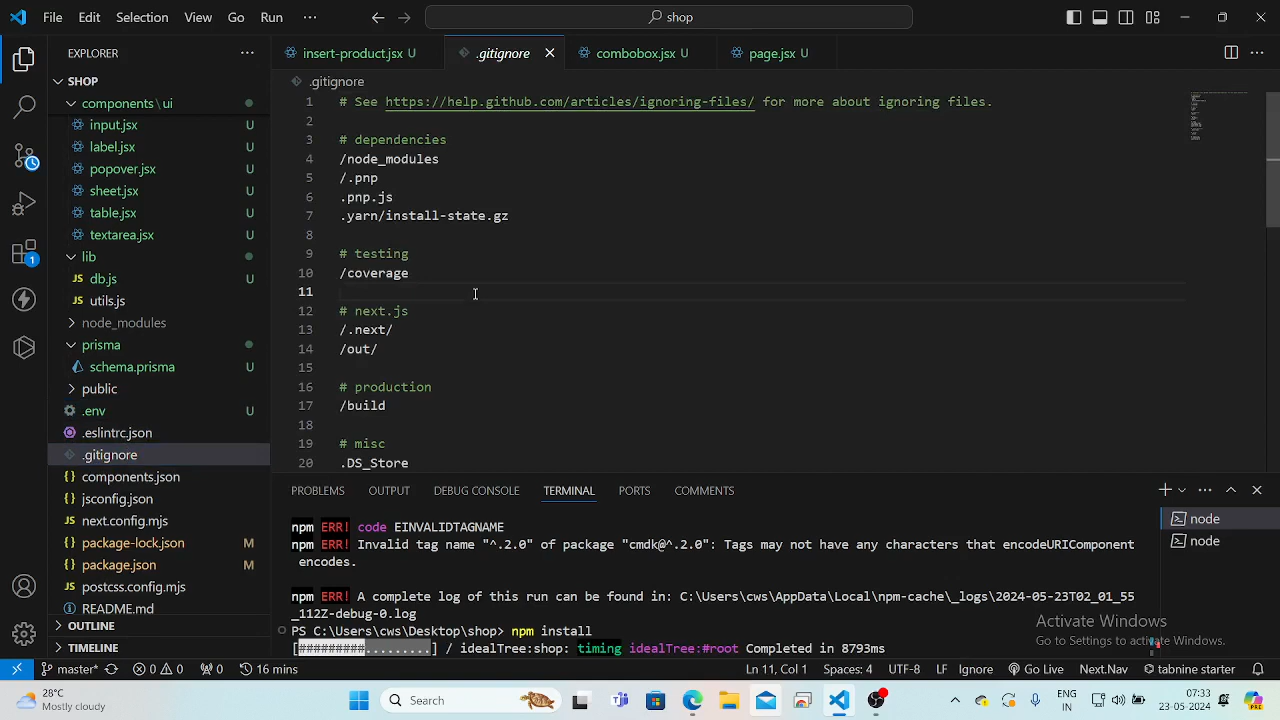 File Edit Selection View Go Run ··· shop
EXPLORER
SHOP
components\ui
input.jsx
label.jsx
popover.jsx
sheet.jsx
table.jsx
textarea.jsx
lib
JS db.js U
JS utils.js
node_modules
prisma
schema.prisma U
public
.env U
.eslintrc.json
.gitignore
{} components.json
jsconfig.json
next.config.mjs
{} package-lock.json M
{} package.json M
postcss.config.mjs
README.md
OUTLINE
TIMELINE
insert-product.jsx U .gitignore combobox.jsx U page.jsx U
.gitignore
1 # See https://help.github.com/articles/ignoring-files/ for more about ignoring files.
2
3 # dependencies
4 /node_modules
5 /.pnp
6 .pnp.js
7 .yarn/install-state.gz
8
9 # testing
10 /coverage
11
12 # next.js
13 /.next/
14 /out/
15
16 # production
17 /build
18
19 # misc
20 .DS_Store
PROBLEMS OUTPUT DEBUG CONSOLE TERMINAL PORTS COMMENTS
npm ERR! code EINVALIDTAGNAME
npm ERR! Invalid tag name "^.2.0" of package "cmdk@^.2.0": Tags may not have any characters that encodeURIComponent
encodes.
npm ERR! A complete log of this run can be found in: C:\Users\cws\AppData\Local\npm-cache\_logs\2024-05-23T02_01_55
_112Z-debug-0.log
PS C:\Users\cws\Desktop\shop> npm install
[#########.........] / idealTree:shop: timing idealTree:#root Completed in 8793ms
node
node
Activate Windows
Go to Settings to activate Windows.
master* 0 0 0 16 mins Ln 11, Col 1 Spaces: 4 UTF-8 LF Ignore Go Live Next.Nav tabnine starter
28°C
Mostly cloudy
Search
ENG
IN
07:33
23-05-2024